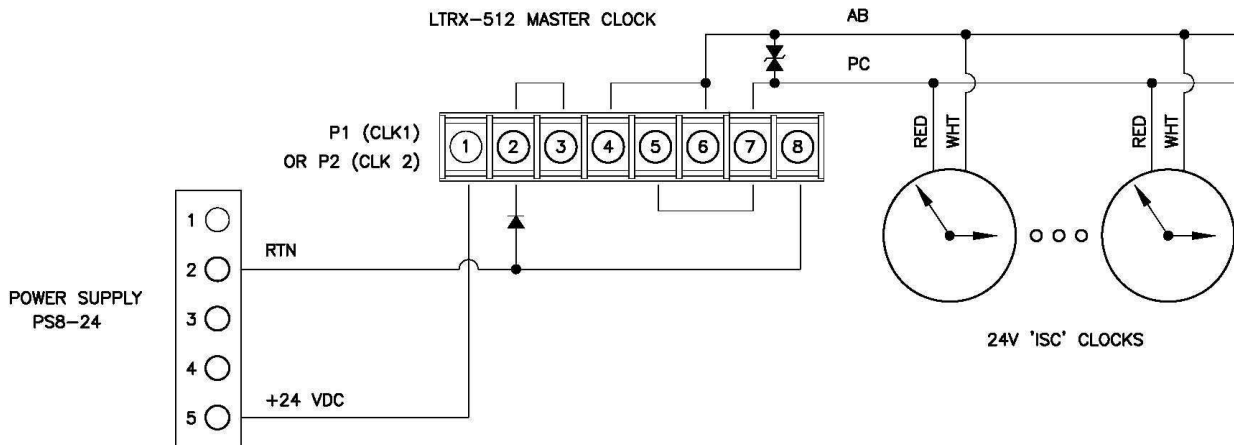 LTRX-512 MASTER CLOCK
AB
PC
P1 (CLK1)
OR P2 (CLK 2)
1 2 3 4 5 6 7 8
RED
WHT
RED
WHT
1
RTN
2
POWER SUPPLY
PS8-24
3
24V 'ISC' CLOCKS
4
+24 VDC
5